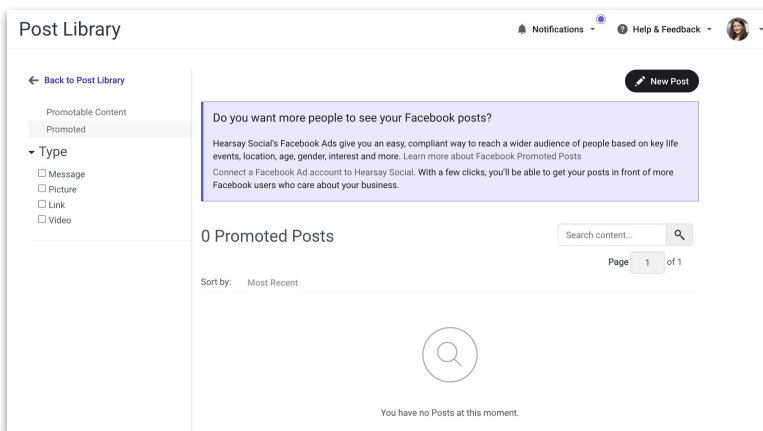 Post Library
Notifications
Help & Feedback
Back to Post Library
Promotable Content
Promoted
Type
Message
Picture
Link
Video
New Post
Do you want more people to see your Facebook posts?
Hearsay Social's Facebook Ads give you an easy, compliant way to reach a wider audience of people based on key life
events, location, age, gender, interest and more. Learn more about Facebook Promoted Posts
Connect a Facebook Ad account to Hearsay Social. With a few clicks, you'll be able to get your posts in front of more
Facebook users who care about your business.
0 Promoted Posts
Search content...
Page 1 of 1
Sort by: Most Recent
You have no Posts at this moment.